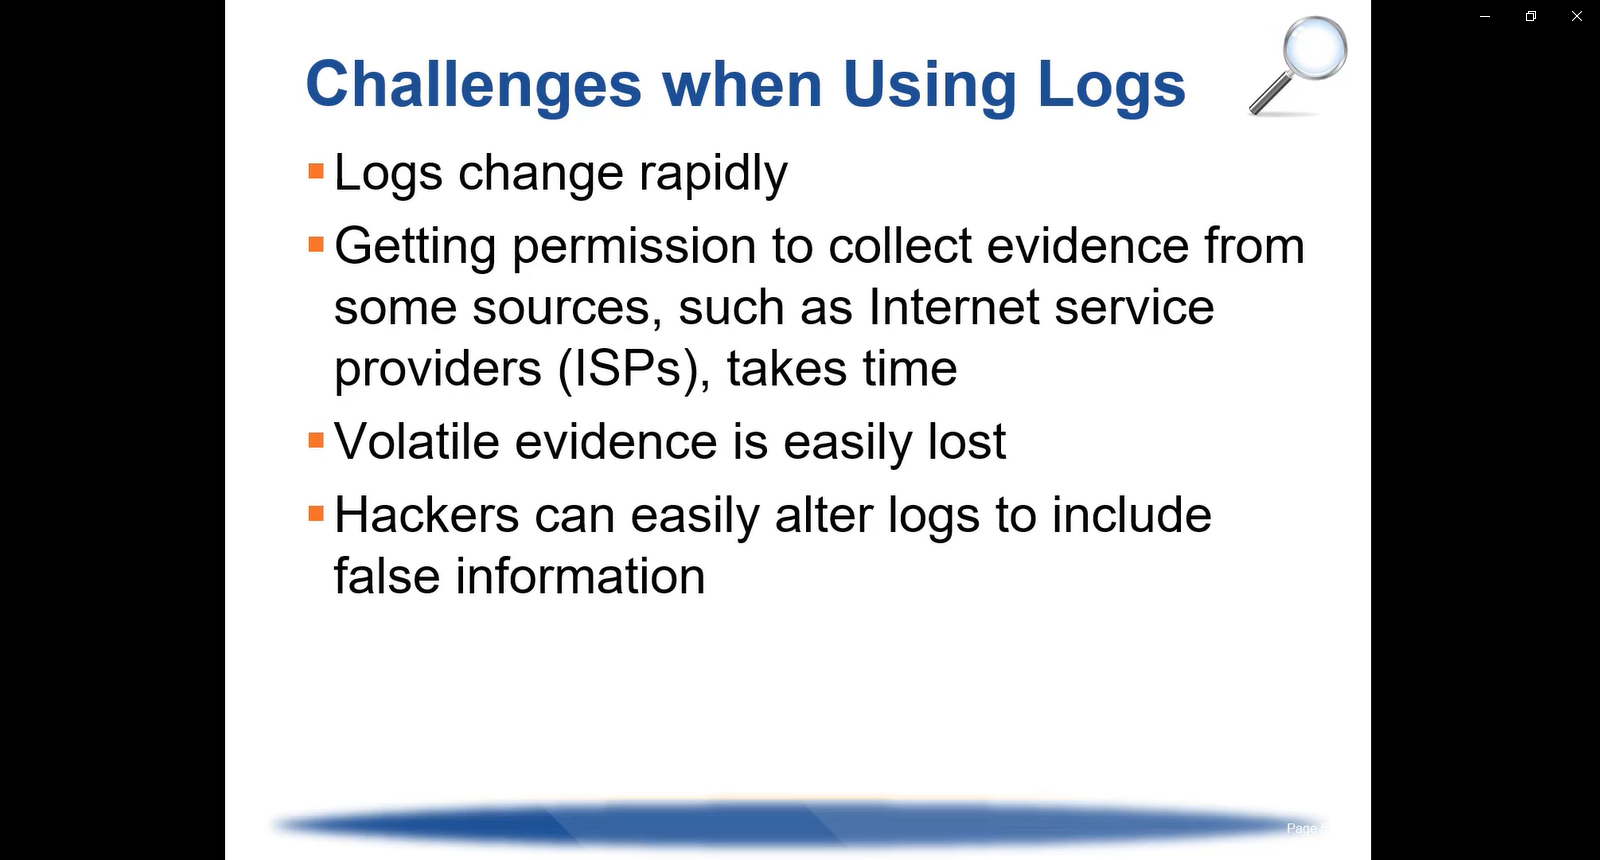 Challenges when Using Logs
Logs change rapidly
Getting permission to collect evidence from
some sources, such as Internet service
providers (ISPs), takes time
Volatile evidence is easily lost
Hackers can easily alter logs to include
false information
Page